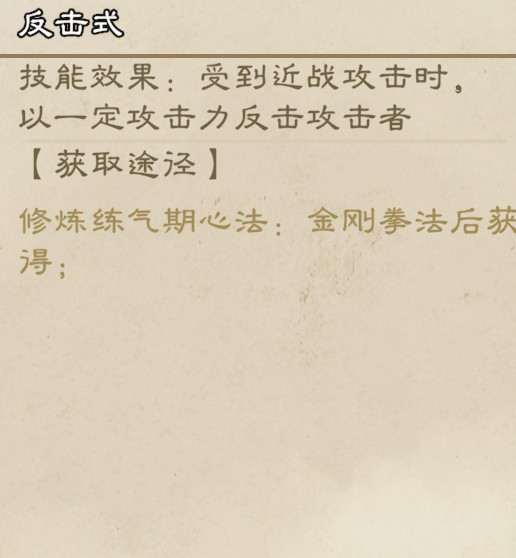 反击式
技能效果：受到近战攻击时，
以一定攻击力反击攻击者
【获取途径】
修炼练气期心法：金刚拳法后获
得；